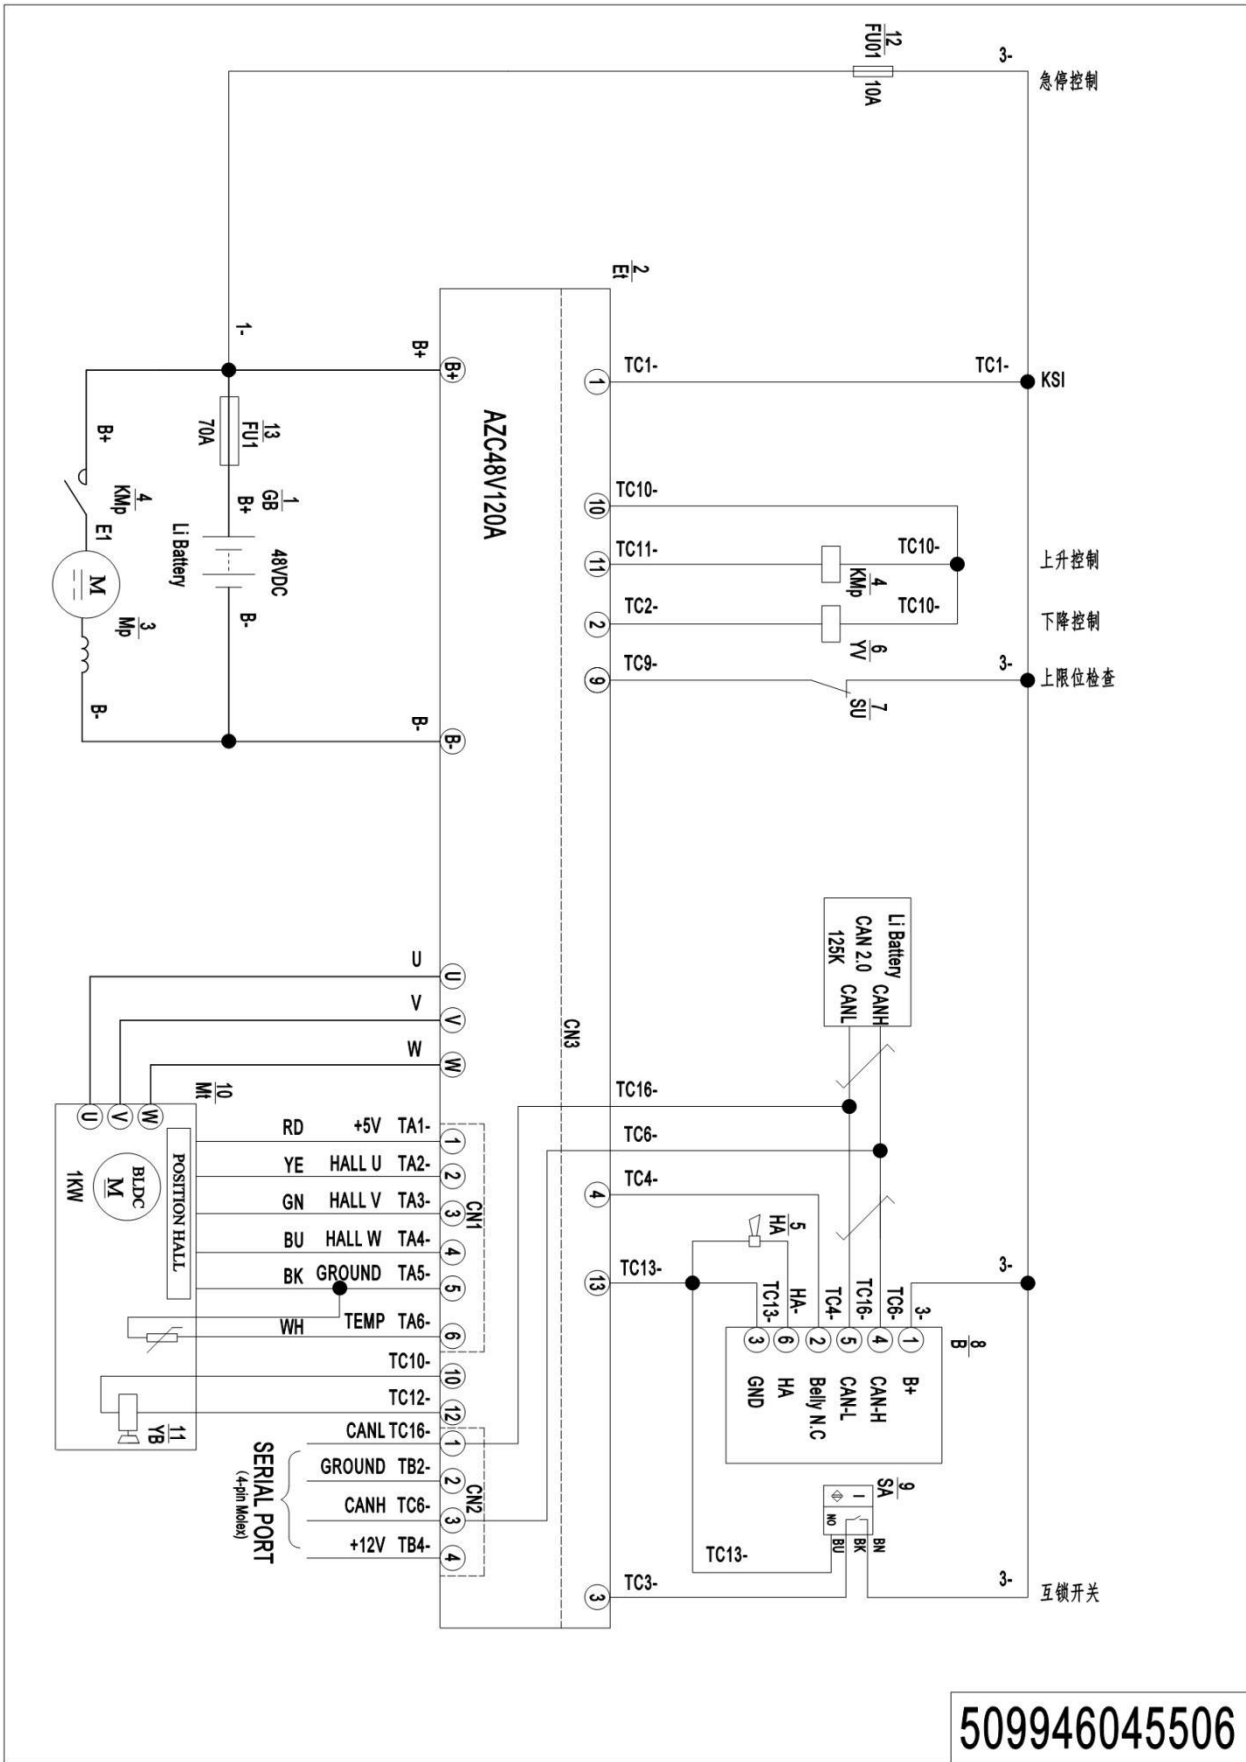 12
FU01
10A
3-
急停控制
2
Et
1-
B+
B+
TC1-
TC1-
KSI
1
AZC48V120A
13
FU1
70A
1
GB
B+
B+
4
KMp
E1
Li Battery
48VDC
M
3
Mp
B-
B-
B-
B-
TC10-
10
TC11-
11
TC10-
4
KMp
上升控制
TC2-
2
TC10-
6
YV
下降控制
TC9-
9
7
SU
3-
上限位检查
Li Battery
CAN 2.0
125K
CANH
CANL
CN3
U
U
V
V
W
W
10
Mt
U
V
W
POSITION HALL
BLDC
M
1KW
TC16-
TC6-
TC4-
4
TC13-
13
5
HA
TC13-
HA-
TC4-
TC16-
TC6-
3-
3-
3
6
2
5
4
1
8
B
GND
HA
Belly N.C
CAN-L
CAN-H
B+
CN1
RD +5V TA1-
1
YE HALL U TA2-
2
GN HALL V TA3-
3
BU HALL W TA4-
4
BK GROUND TA5-
5
WH TEMP TA6-
6
TC10-
10
TC12-
12
11
YB
CN2
CANL TC16-
1
GROUND TB2-
2
CANH TC6-
3
+12V TB4-
4
SERIAL PORT
(4-pin Molex)
9
SA
I
NO
BU
BK
BN
TC13-
TC3-
3
3-
互锁开关
509946045506